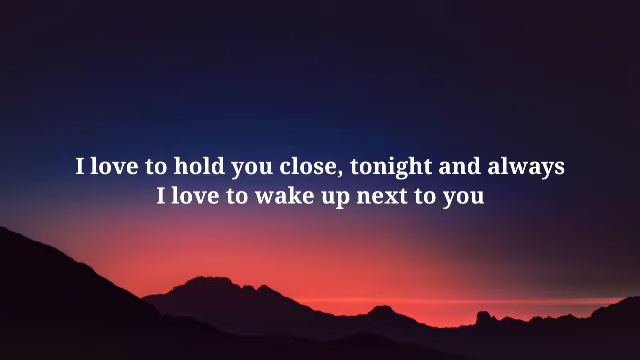 I love to hold you close, tonight and always
I love to wake up next to you